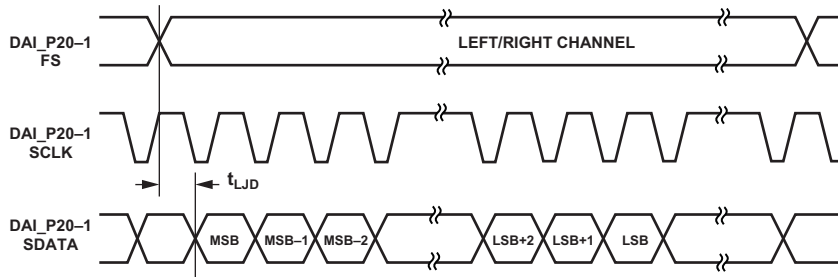 DAI_P20–1
FS
LEFT/RIGHT CHANNEL
DAI_P20–1
SCLK
tLJD
DAI_P20–1
SDATA
MSB
MSB–1
MSB–2
LSB+2
LSB+1
LSB